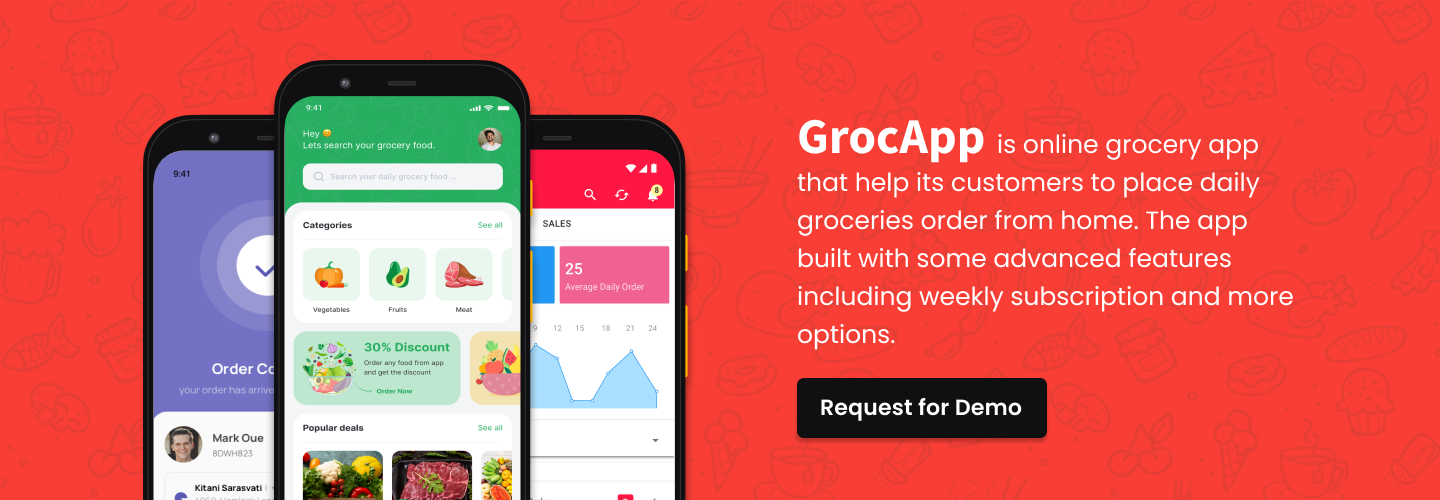 9:41
Order Co
your order has arrive
Mark Oue
8DWH823
Kitani Sarasvati
9:41
Hey
Lets search your grocery food.
Search your daily grocery food ...
Categories
See all
Vegetables
Fruits
Meat
30% Discount
Order any food from app
and get the discount
Order Now
Popular deals
See all
8
SALES
25
Average Daily Order
9 12 15 18 21 24
GrocApp is online grocery app
that help its customers to place daily
groceries order from home. The app
built with some advanced features
including weekly subscription and more
options.
Request for Demo